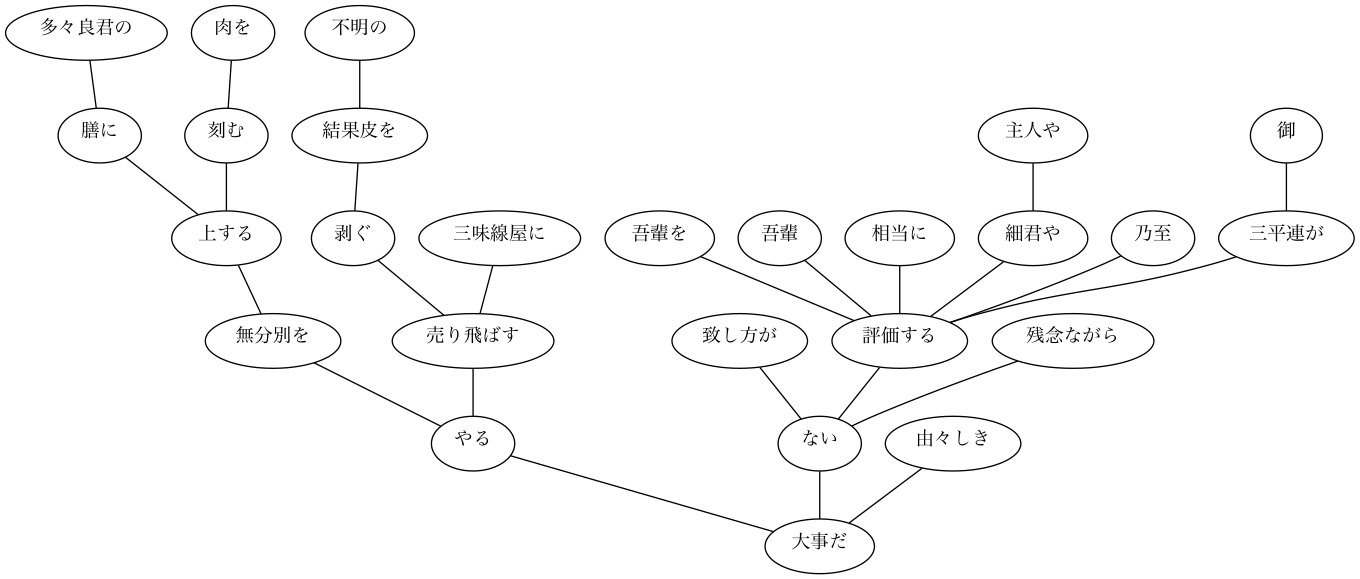 多々良君の
肉を
不明の
膳に
刻む
結果皮を
主人や
御
上する
剥ぐ
三味線屋に
吾輩を
吾輩
相当に
細君や
乃至
三平連が
無分別を
売り飛ばす
致し方が
評価する
残念ながら
やる
ない
由々しき
大事だ